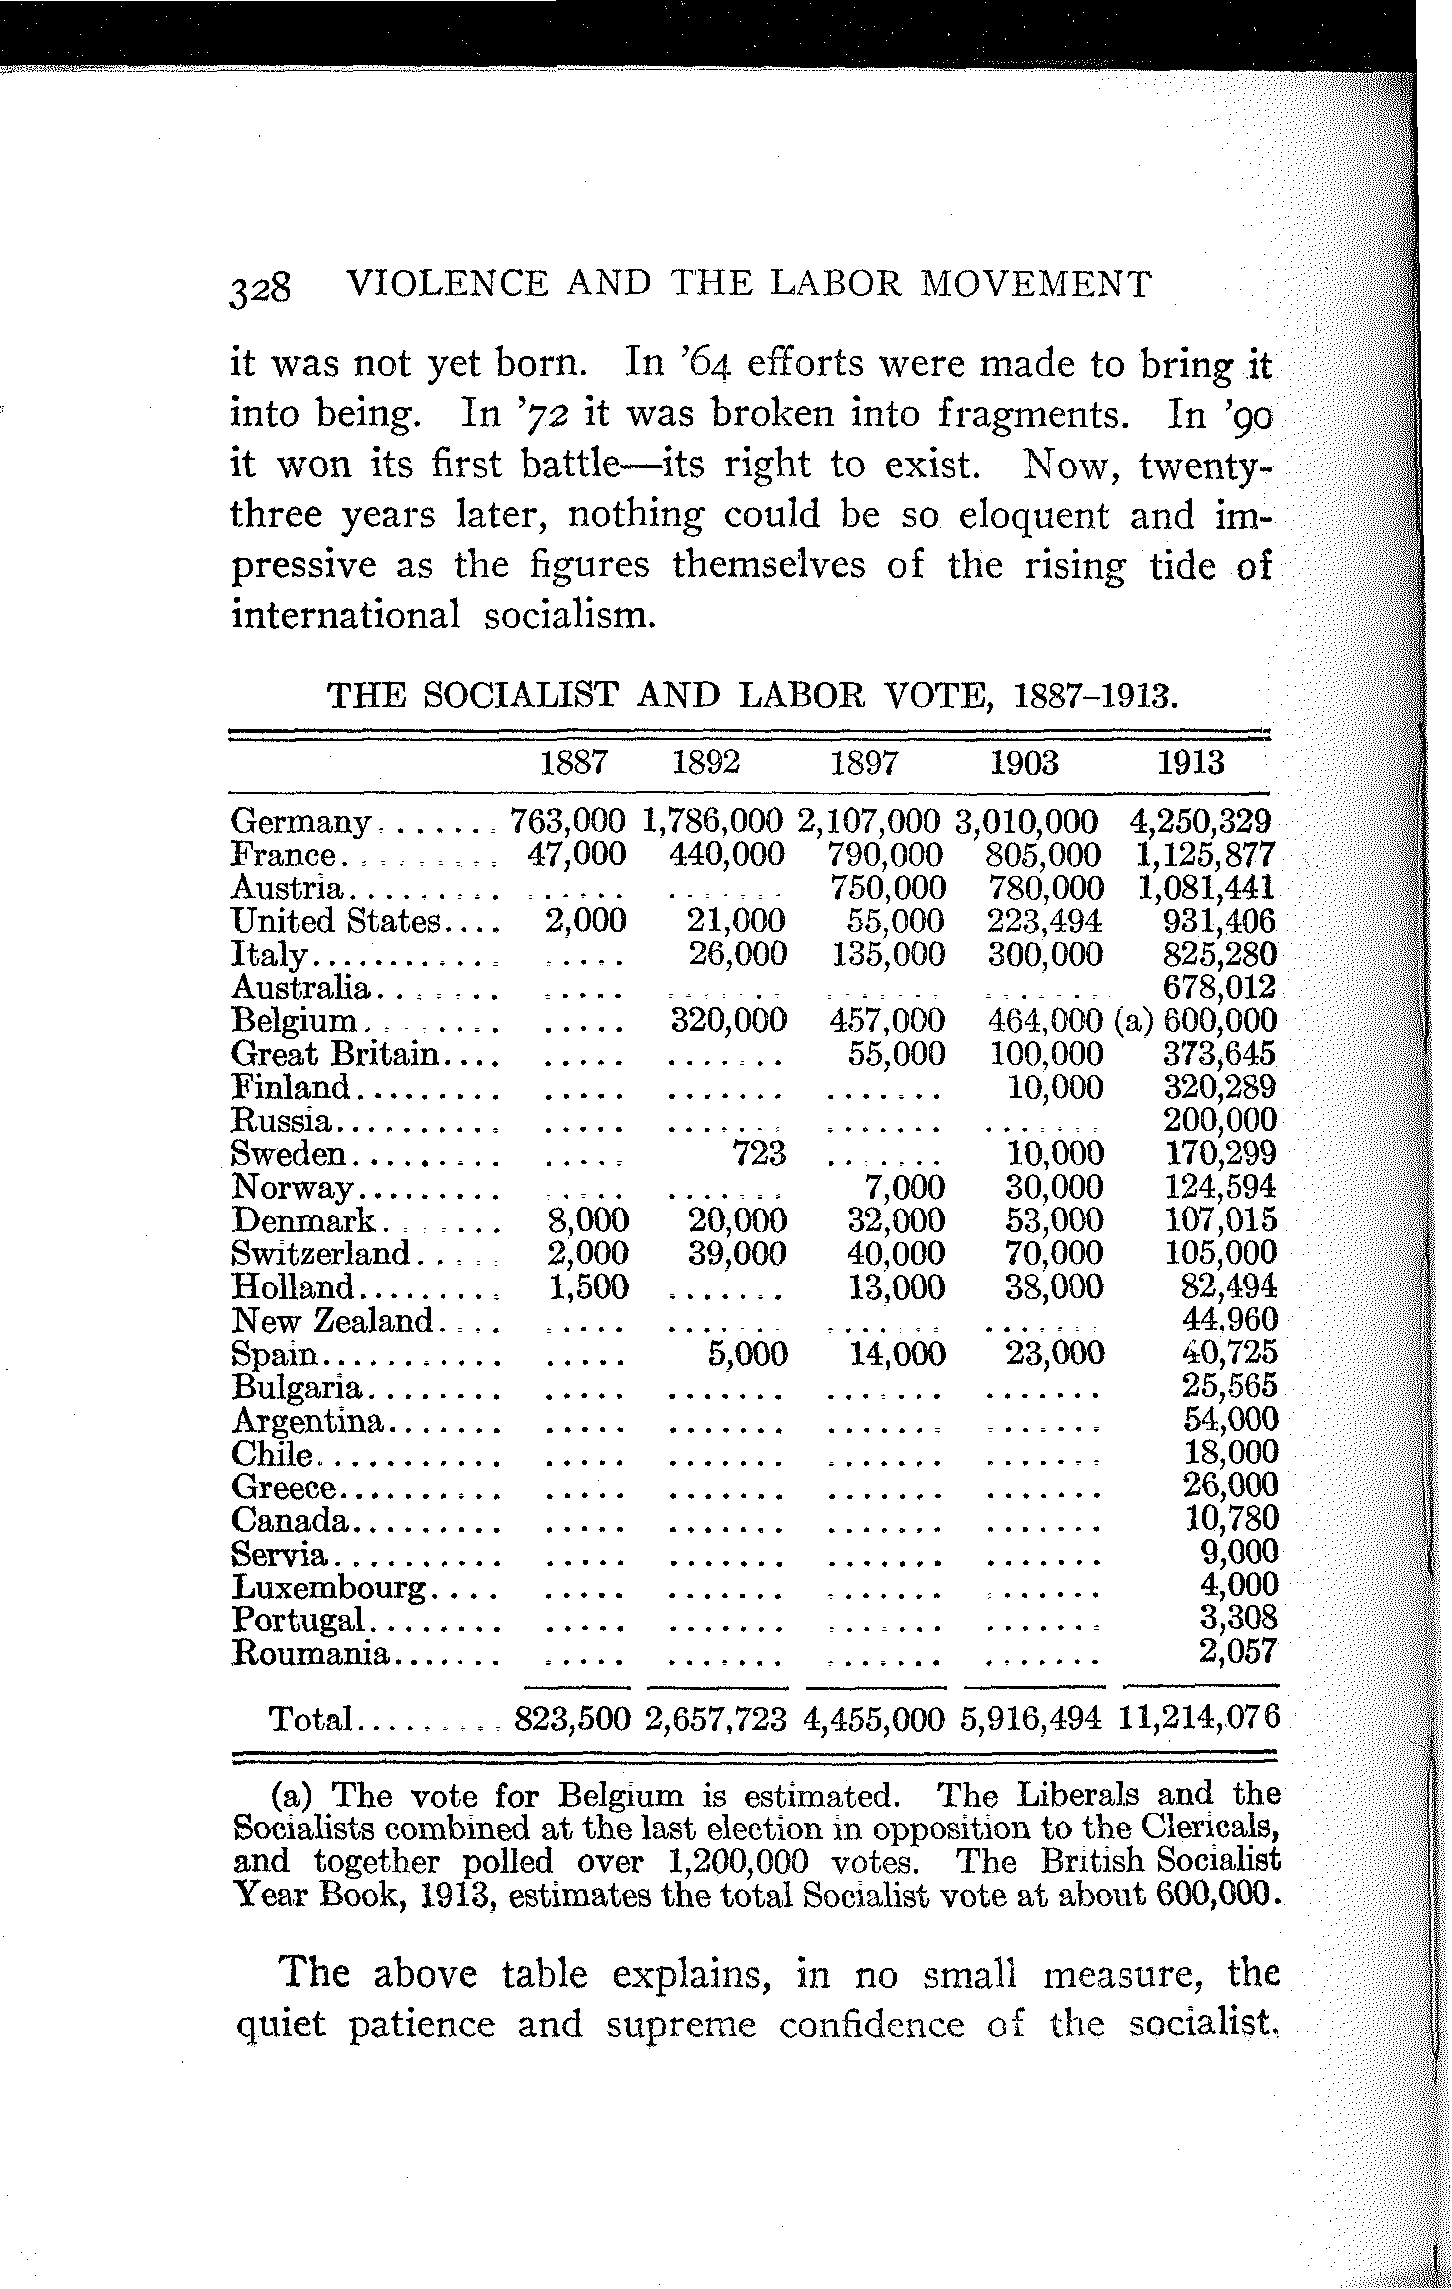 328 VIOLENCE AND THE LABOR MOVEMENT
it was not yet born. In '64 efforts were made to bring it
into being. In '72 it was broken into fragments. In '90
it won its first battle—its right to exist. Now, twenty-
three years later, nothing could be so eloquent and im-
pressive as the figures themselves of the rising tide of
international socialism.
THE SOCIALIST AND LABOR VOTE, 1887–1913.
1887 1892 1897 1903 1913
Germany........ 763,000 1,786,000 2,107,000 3,010,000 4,250,329
France.......... 47,000 440,000 790,000 805,000 1,125,877
Austria.......... ...... ....... 750,000 780,000 1,081,441
United States.... 2,000 21,000 55,000 223,494 931,406
Italy............ ..... 26,000 135,000 300,000 825,280
Australia........ ..... ....... ....... ....... 678,012
Belgium......... ..... 320,000 457,000 464,000 (a) 600,000
Great Britain.... ..... ....... 55,000 100,000 373,645
Finland......... ..... ....... ....... 10,000 320,289
Russia........... ..... ....... ....... ....... 200,000
Sweden.......... ..... 723 ....... 10,000 170,299
Norway......... ..... ....... 7,000 30,000 124,594
Denmark........ 8,000 20,000 32,000 53,000 107,015
Switzerland..... 2,000 39,000 40,000 70,000 105,000
Holland.......... 1,500 ....... 13,000 38,000 82,494
New Zealand.... ..... ....... ....... ....... 44.960
Spain............ ..... 5,000 14,000 23,000 40,725
Bulgaria......... ..... ....... ....... ....... 25,565
Argentina....... ..... ....... ....... ....... 54,000
Chile............ ..... ....... ....... ....... 18,000
Greece........... ..... ....... ....... ....... 26,000
Canada.......... ..... ....... ....... ....... 10,780
Servia........... ..... ....... ....... ....... 9,000
Luxembourg.... ..... ....... ....... ....... 4,000
Portugal......... ..... ....... ....... ....... 3,308
Roumania....... ..... ....... ....... ....... 2,057
Total.......... 823,500 2,657,723 4,455,000 5,916,494 11,214,076
(a) The vote for Belgium is estimated. The Liberals and the
Socialists combined at the last election in opposition to the Clericals,
and together polled over 1,200,000 votes. The British Socialist
Year Book, 1913, estimates the total Socialist vote at about 600,000.
The above table explains, in no small measure, the
quiet patience and supreme confidence of the socialist.